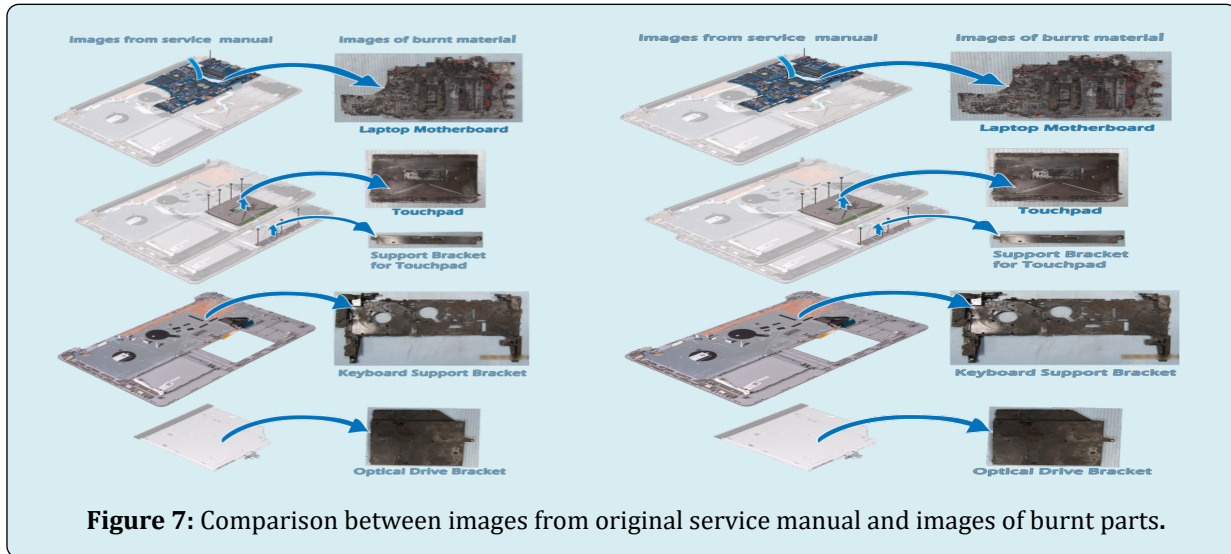 Images from service manual
Images of burnt material
Laptop Motherboard
Touchpad
Support Bracket
for Touchpad
Keyboard Support Bracket
Optical Drive Bracket
Images from service manual
Images of burnt material
Laptop Motherboard
Touchpad
Support Bracket
for Touchpad
Keyboard Support Bracket
Optical Drive Bracket
Figure 7: Comparison between images from original service manual and images of burnt parts.